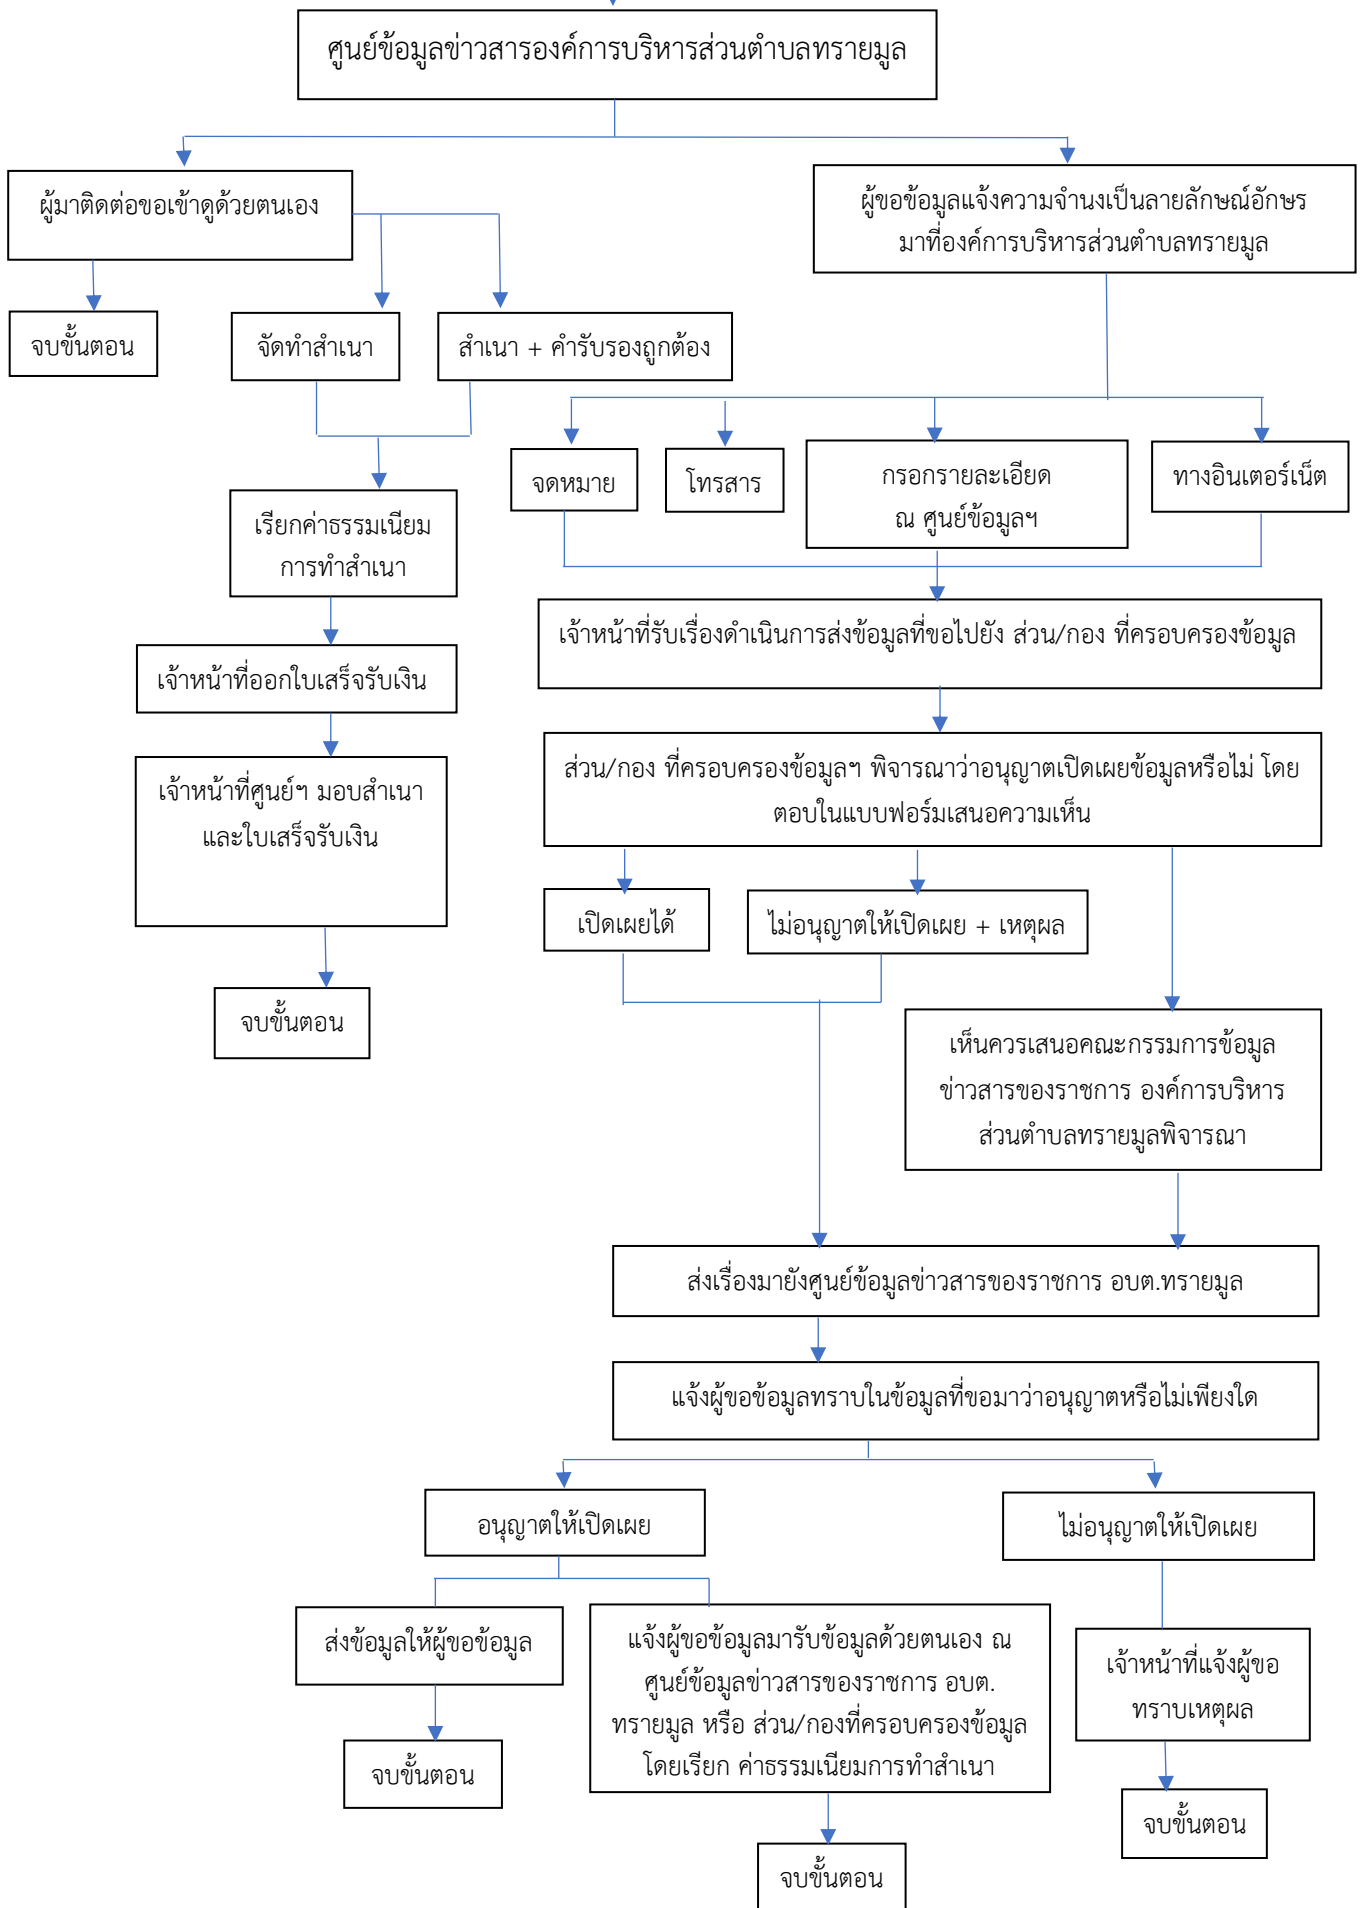 ศูนย์ข้อมูลข่าวสารองค์การบริหารส่วนตำบลทรายมูล
ผู้มาติดต่อขอเข้าดูด้วยตนเอง
ผู้ขอข้อมูลแจ้งความจำนงเป็นลายลักษณ์อักษร
มาที่องค์การบริหารส่วนตำบลทรายมูล
จบขั้นตอน
จัดทำสำเนา
สำเนา + คำรับรองถูกต้อง
จดหมาย
โทรสาร
กรอกรายละเอียด
ณ ศูนย์ข้อมูลฯ
ทางอินเตอร์เน็ต
เรียกค่าธรรมเนียม
การทำสำเนา
เจ้าหน้าที่รับเรื่องดำเนินการส่งข้อมูลที่ขอไปยัง ส่วน/กอง ที่ครอบครองข้อมูล
เจ้าหน้าที่ออกใบเสร็จรับเงิน
ส่วน/กอง ที่ครอบครองข้อมูลฯ พิจารณาว่าอนุญาตเปิดเผยข้อมูลหรือไม่ โดย
ตอบในแบบฟอร์มเสนอความเห็น
เจ้าหน้าที่ศูนย์ฯ มอบสำเนา
และใบเสร็จรับเงิน
เปิดเผยได้
ไม่อนุญาตให้เปิดเผย + เหตุผล
จบขั้นตอน
เห็นควรเสนอคณะกรรมการข้อมูล
ข่าวสารของราชการ องค์การบริหาร
ส่วนตำบลทรายมูลพิจารณา
ส่งเรื่องมายังศูนย์ข้อมูลข่าวสารของราชการ อบต.ทรายมูล
แจ้งผู้ขอข้อมูลทราบในข้อมูลที่ขอมาว่าอนุญาตหรือไม่เพียงใด
อนุญาตให้เปิดเผย
ไม่อนุญาตให้เปิดเผย
ส่งข้อมูลให้ผู้ขอข้อมูล
แจ้งผู้ขอข้อมูลมารับข้อมูลด้วยตนเอง ณ
ศูนย์ข้อมูลข่าวสารของราชการ อบต.
ทรายมูล หรือ ส่วน/กองที่ครอบครองข้อมูล
โดยเรียก ค่าธรรมเนียมการทำสำเนา
เจ้าหน้าที่แจ้งผู้ขอ
ทราบเหตุผล
จบขั้นตอน
จบขั้นตอน
จบขั้นตอน